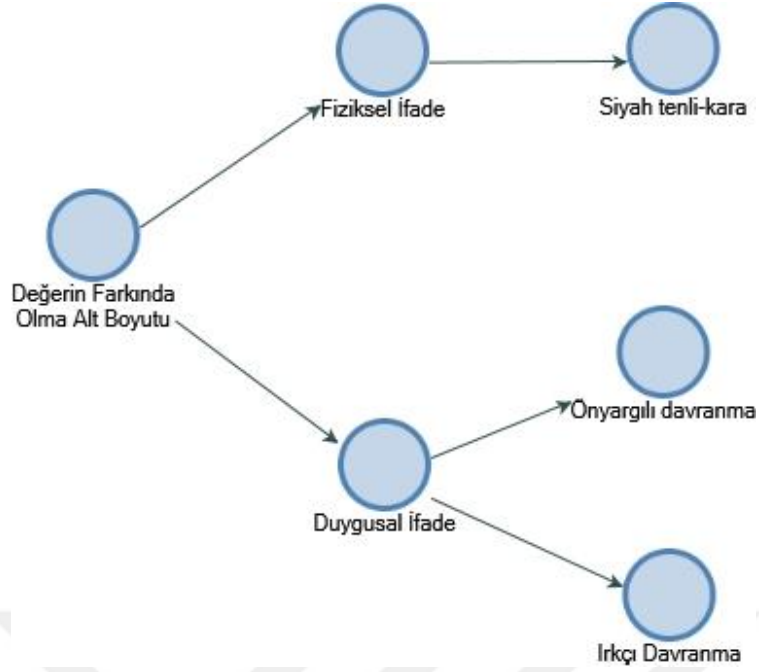 Fiziksel İfade
Siyah tenli-kara
Değerin Farkında
Olma Alt Boyutu
Önyargılı davranma
Duygusal İfade
Irkçı Davranma